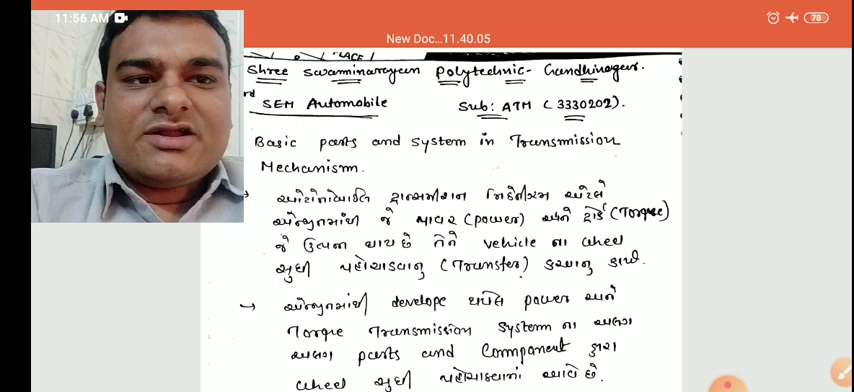 11:56 AM
78
New Doc...11.40.05
PLACE
Shree Swaminarayan Polytechnic - Gandhinagar.
rd
SEM Automobile Sub: ATM (3330202).
Basic parts and system in Transmission
Mechanism.
→ ઓટોમોબાઈલ ટ્રાન્સમીશન મિકેનીઝમ એટલે
એન્જીનમાંથી જે પાવર (power) અને ટોર્ક (Torque)
જે ઉત્પન્ન થાય છે તેને vehicle ના wheel
સુધી પહોચાડવાનુ (Transfer) કરવાનુ કાર્ય.
→ એન્જીનમાંથી develope થયેલ power અને
Torque Transmission System ના અલગ
અલગ parts and Component દ્વારા
wheel સુધી પહોચાડવામાં આવે છે.